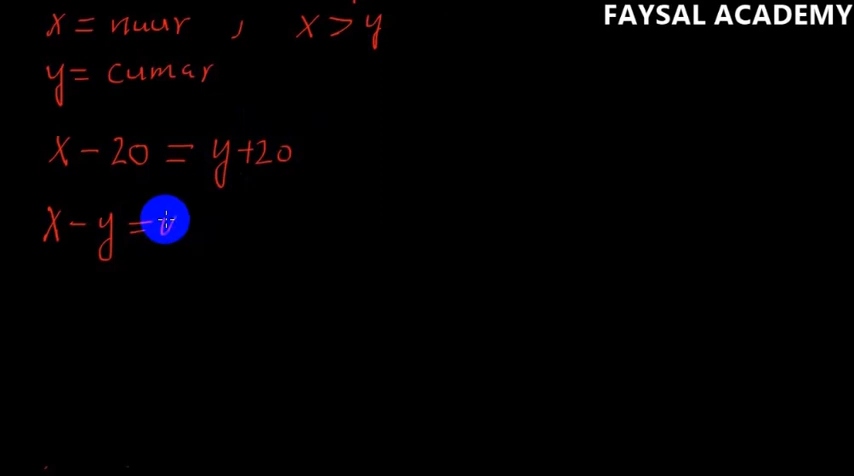 FAYSAL ACADEMY
x = nuur , x > y
y = cumar
x - 20 = y + 20
x - y =